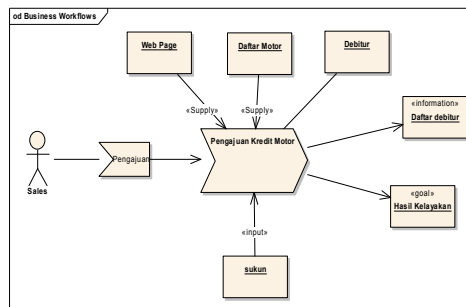 od Business Workflows
Web Page
Daftar Motor
Debitur
«Supply»
«Supply»
«information»
Daftar debitur
Pengajuan
Pengajuan Kredit Motor
Sales
«goal»
Hasil Kelayakan
«input»
sukun